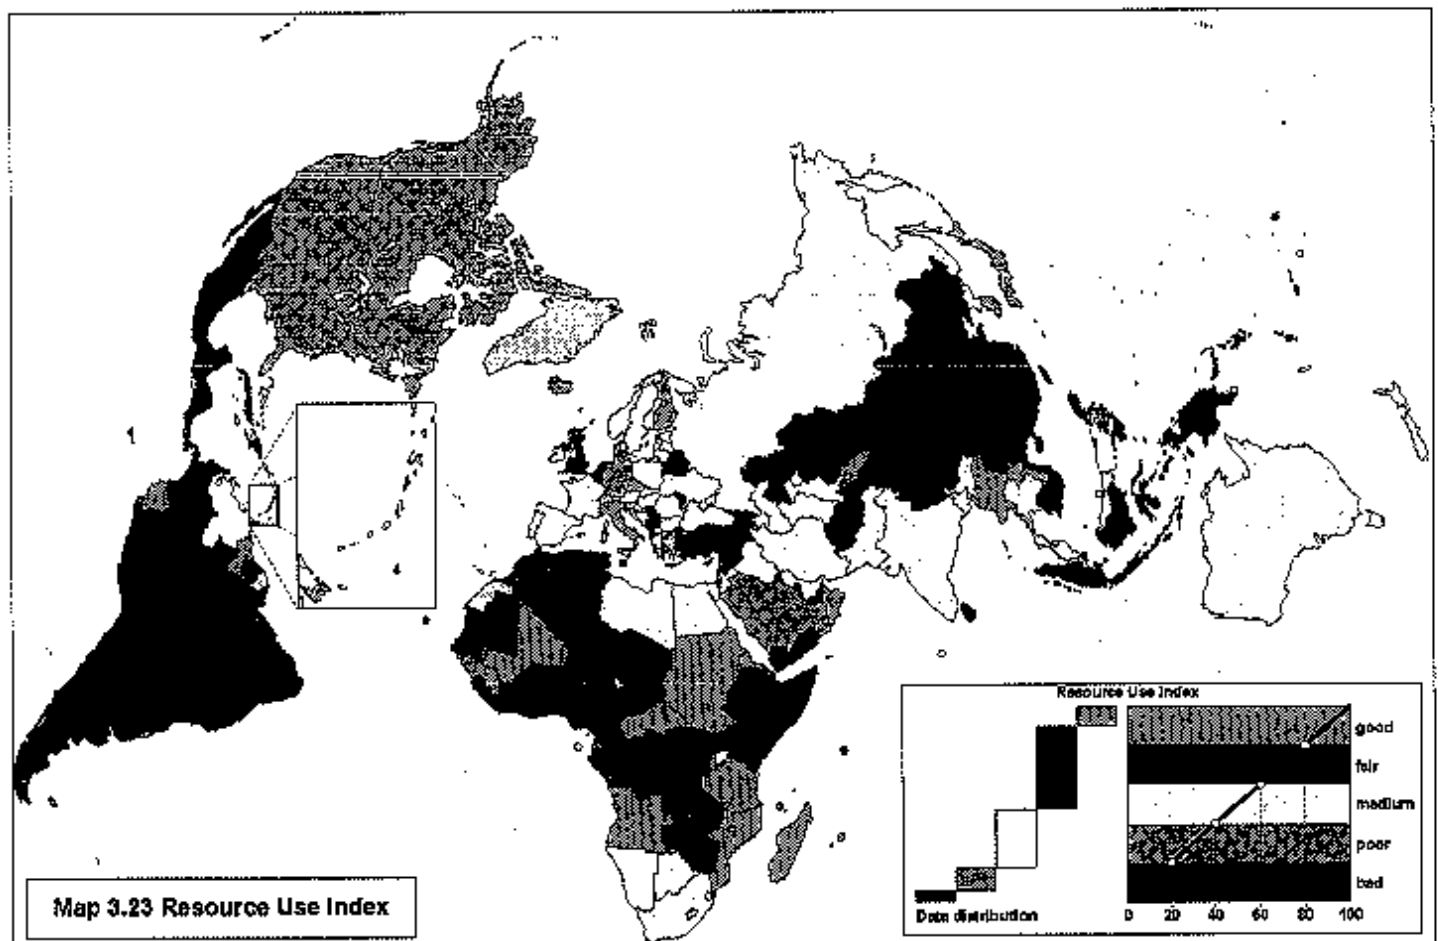 Resource Use Index
good
fair
medium
poor
bad
Data distribution
0 20 40 60 80 100
Map 3.23 Resource Use Index